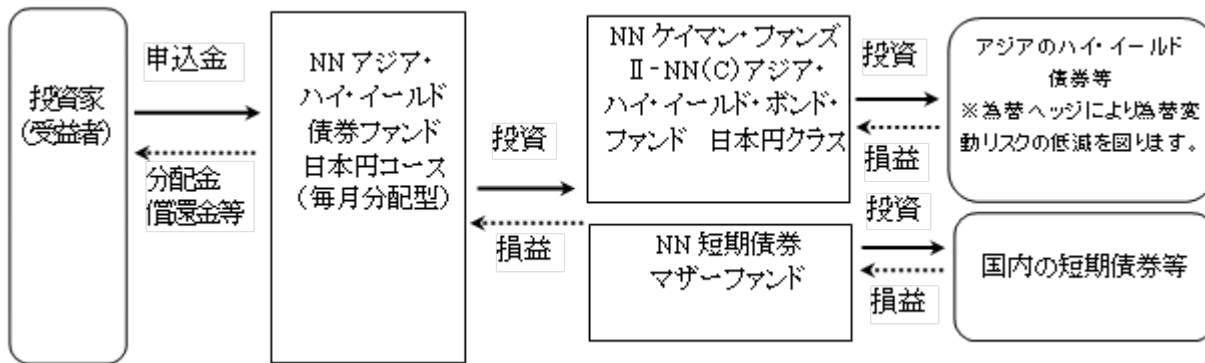 投資家
(受益者)
申込金
分配金
償還金等
NN アジア・
ハイ・イールド
債券ファンド
日本円コース
(毎月分配型)
投資
損益
NN ケイマン・ファンズ
Ⅱ-NN(C)アジア・
ハイ・イールド・ボンド・
ファンド 日本円クラス
NN 短期債券
マザーファンド
投資
損益
投資
損益
アジアのハイ・イールド
債券等
※為替ヘッジにより為替変
動リスクの低減を図ります。
国内の短期債券等